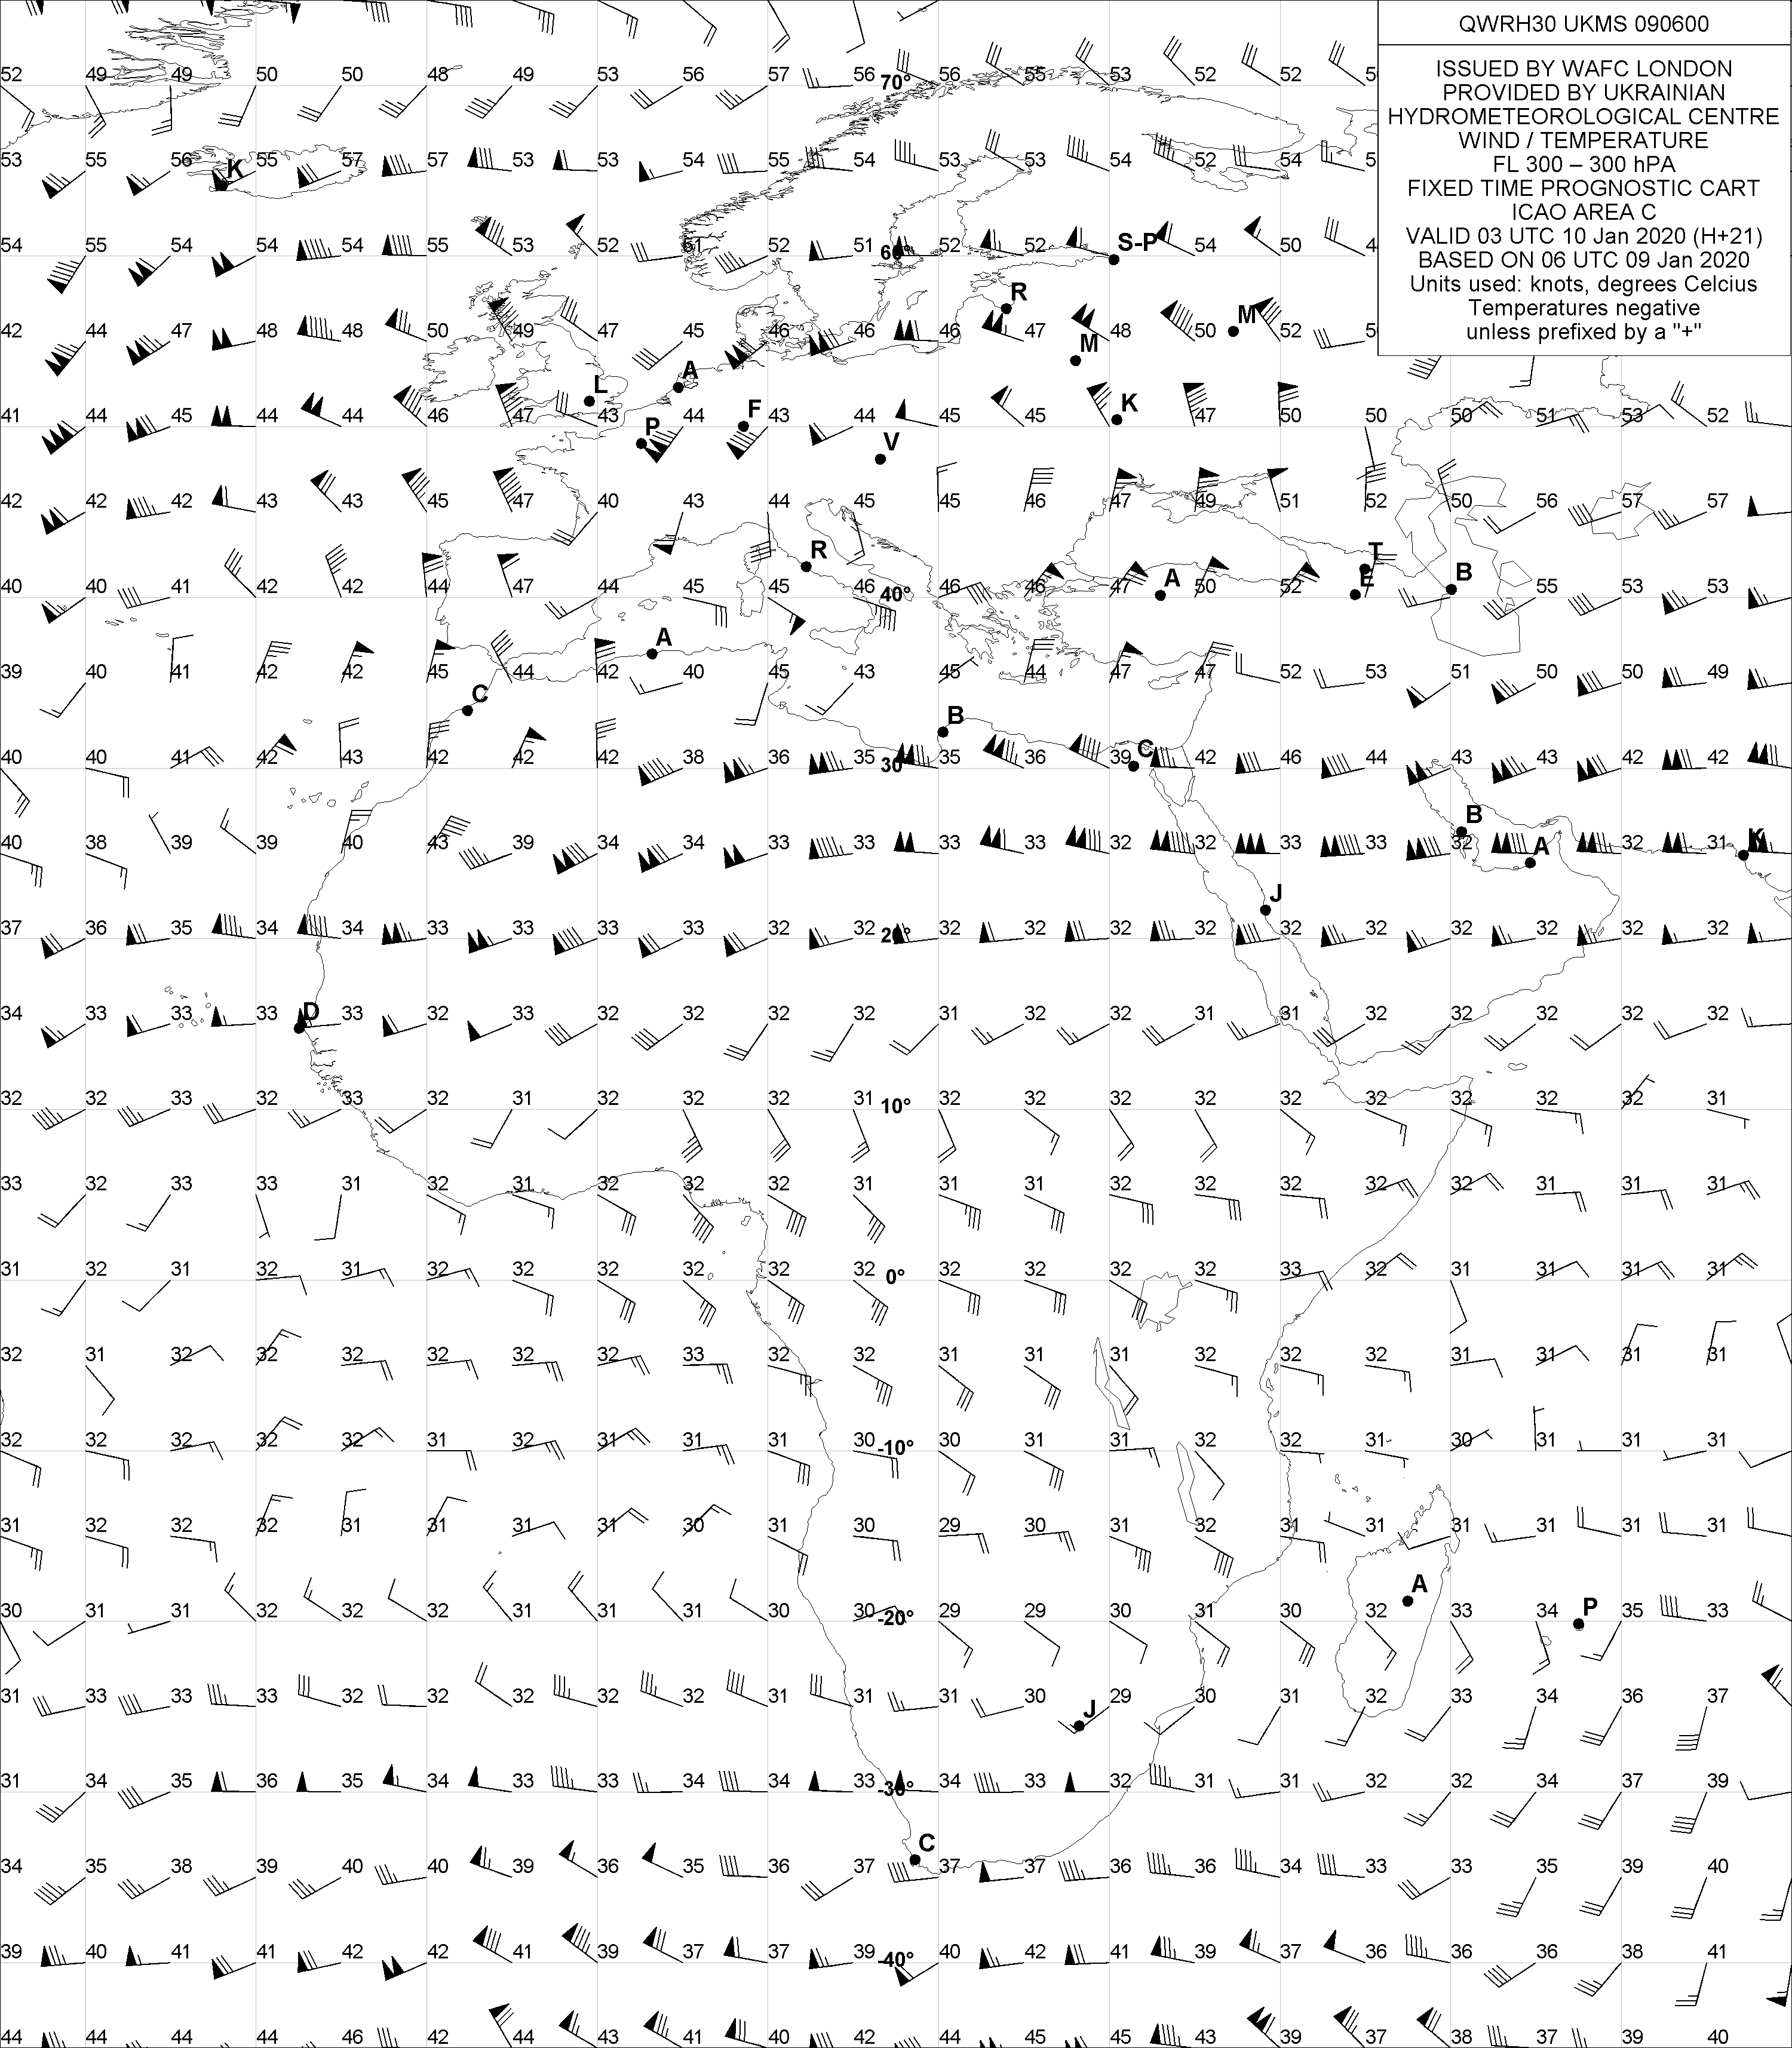 QWRH30 UKMS 090600
ISSUED BY WAFC LONDON
PROVIDED BY UKRAINIAN
HYDROMETEOROLOGICAL CENTRE
WIND / TEMPERATURE
FL 300 – 300 hPA
FIXED TIME PROGNOSTIC CART
ICAO AREA C
VALID 03 UTC 10 Jan 2020 (H+21)
BASED ON 06 UTC 09 Jan 2020
Units used: knots, degrees Celcius
Temperatures negative
unless prefixed by a "+"
52 49 49 50 50 48 49 53 56 57 56 70° 56 55 53 52 52 5
53 55 56 K 55 57 57 53 53 54 55 54 53 53 54 52 54 5
54 55 54 54 54 55 53 52 51 52 51 60° 52 52 S-P 54 50 4
R
42 44 47 48 48 50 49 47 45 46 46 46 47 48 50 M 52 5
M
L A
41 44 45 44 44 46 47 43 P 44 F 43 44 45 45 K 47 50 50 50 51 53 52
V
42 42 42 43 43 45 47 40 43 44 45 45 46 47 49 51 52 50 56 57 57
R T
40 40 41 42 42 44 47 44 45 45 46 40° 46 46 47 A 50 52 E B 55 53 53
A
39 40 41 42 42 45 44 42 40 45 43 45 44 47 47 52 53 51 50 50 49
C
B
40 40 41 42 43 42 42 42 38 36 35 30° 35 36 39 C 42 46 44 43 43 42 42
B
40 38 39 39 40 43 39 34 34 33 33 33 33 32 32 33 33 32 A 32 31 K
J
37 36 35 34 34 33 33 33 33 32 32 20° 32 32 32 32 32 32 32 32 32 32
D
34 33 33 33 33 32 33 32 32 32 32 31 32 32 31 31 32 32 32 32 32
32 32 33 32 33 32 31 32 32 32 31 10° 32 32 32 32 32 32 32 32 32 31
33 32 33 33 31 32 31 32 32 32 31 31 31 32 32 32 32 32 31 31 31
31 32 31 32 31 32 32 32 32 32 32 0° 32 32 32 32 33 32 31 31 31 31
32 31 32 32 32 32 32 32 33 32 32 31 31 31 32 32 32 31 31 31 31
32 32 32 32 32 31 32 31 31 31 30 -10° 30 31 31 32 32 31 30 31 31 31
31 32 32 32 31 31 31 31 30 31 30 29 30 31 32 31 31 31 31 31 31
A
30 31 31 32 32 32 31 31 31 30 30 -20° 29 29 30 31 30 32 33 34 P 35 33
31 33 33 33 32 32 32 32 32 31 31 31 30 J 29 30 31 32 33 34 36 37
31 34 35 36 35 34 33 33 34 34 33 -30° 34 33 32 31 31 32 32 34 37 39
C
34 35 38 39 40 40 39 36 35 36 37 37 37 36 36 34 33 33 35 39 40
39 40 41 41 42 42 41 39 37 37 39 -40° 40 42 41 39 37 36 36 36 38 41
44 44 44 44 46 42 44 43 41 40 42 44 45 45 43 39 37 38 37 39 40